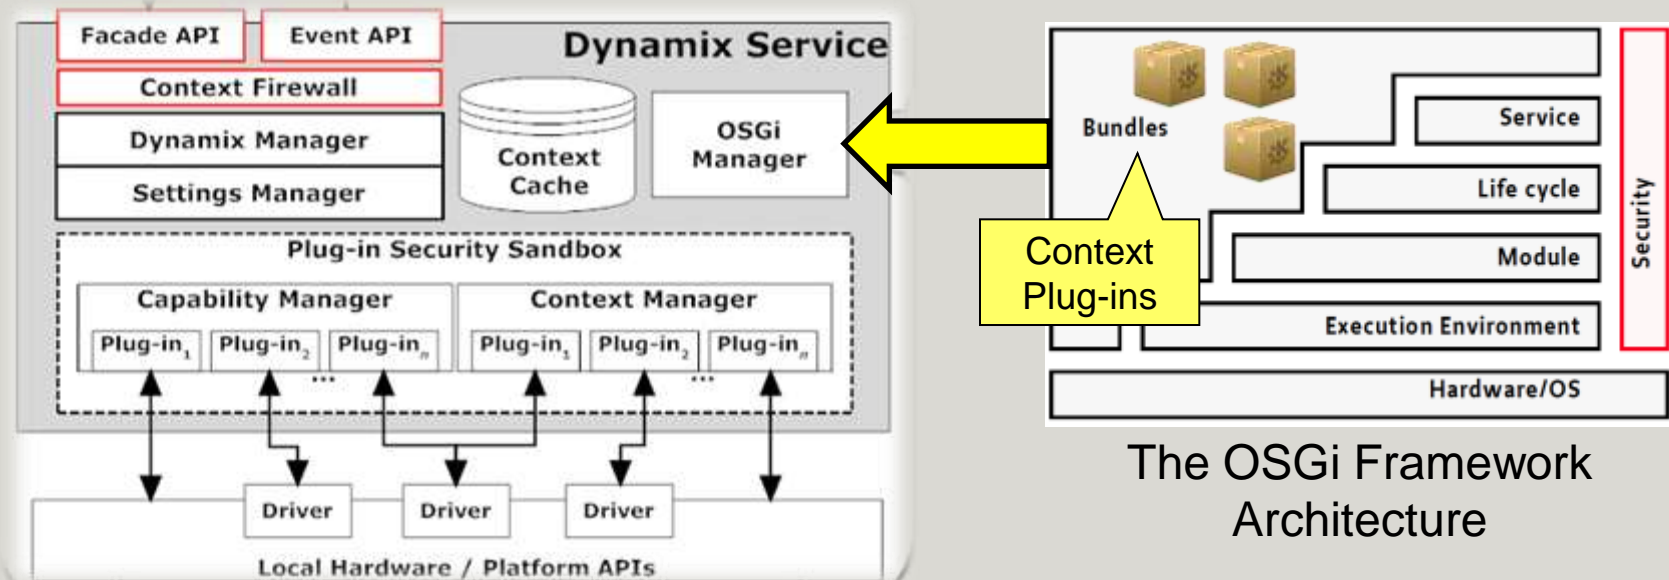 Facade API
Event API
Dynamix Service
Context Firewall
Dynamix Manager
Settings Manager
Context
Cache
OSGi
Manager
Plug-in Security Sandbox
Capability Manager
Context Manager
Plug-in1
Plug-in2
Plug-inn
...
Plug-in1
Plug-in2
Plug-inn
...
Driver
Driver
Driver
Local Hardware / Platform APIs
Bundles
Context
Plug-ins
Service
Life cycle
Module
Execution Environment
Hardware/OS
Security
The OSGi Framework
Architecture